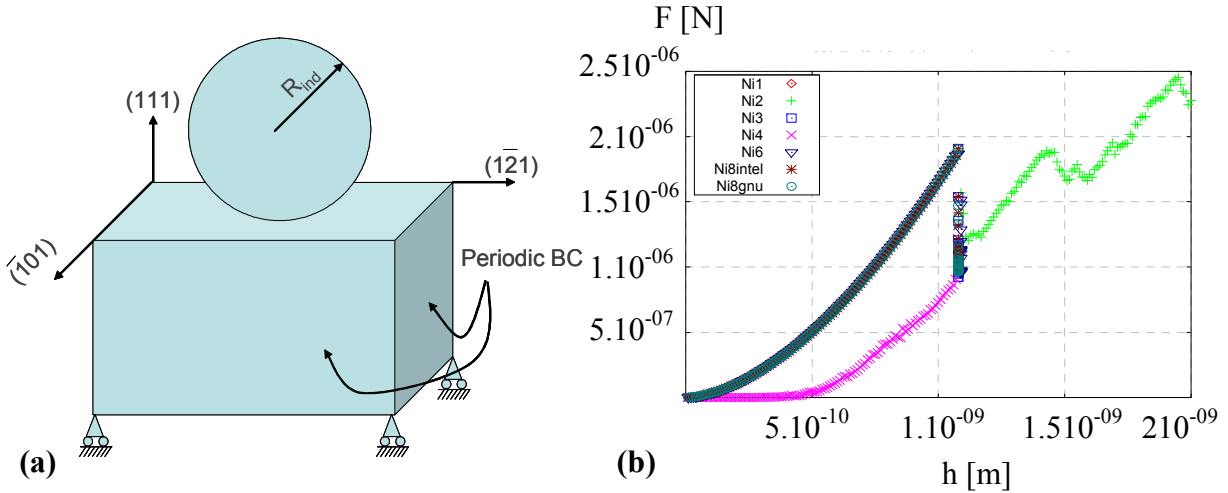 (111)
R_ind
(1̄2̄1)
(̄101)
Periodic BC
(a)
F [N]
2.510⁻⁰⁶
2.10⁻⁰⁶
1.510⁻⁰⁶
1.10⁻⁰⁶
5.10⁻⁰⁷
Ni1
Ni2
Ni3
Ni4
Ni6
Ni8intel
Ni8gnu
5.10⁻¹⁰
1.10⁻⁰⁹
1.510⁻⁰⁹
210⁻⁰⁹
h [m]
(b)